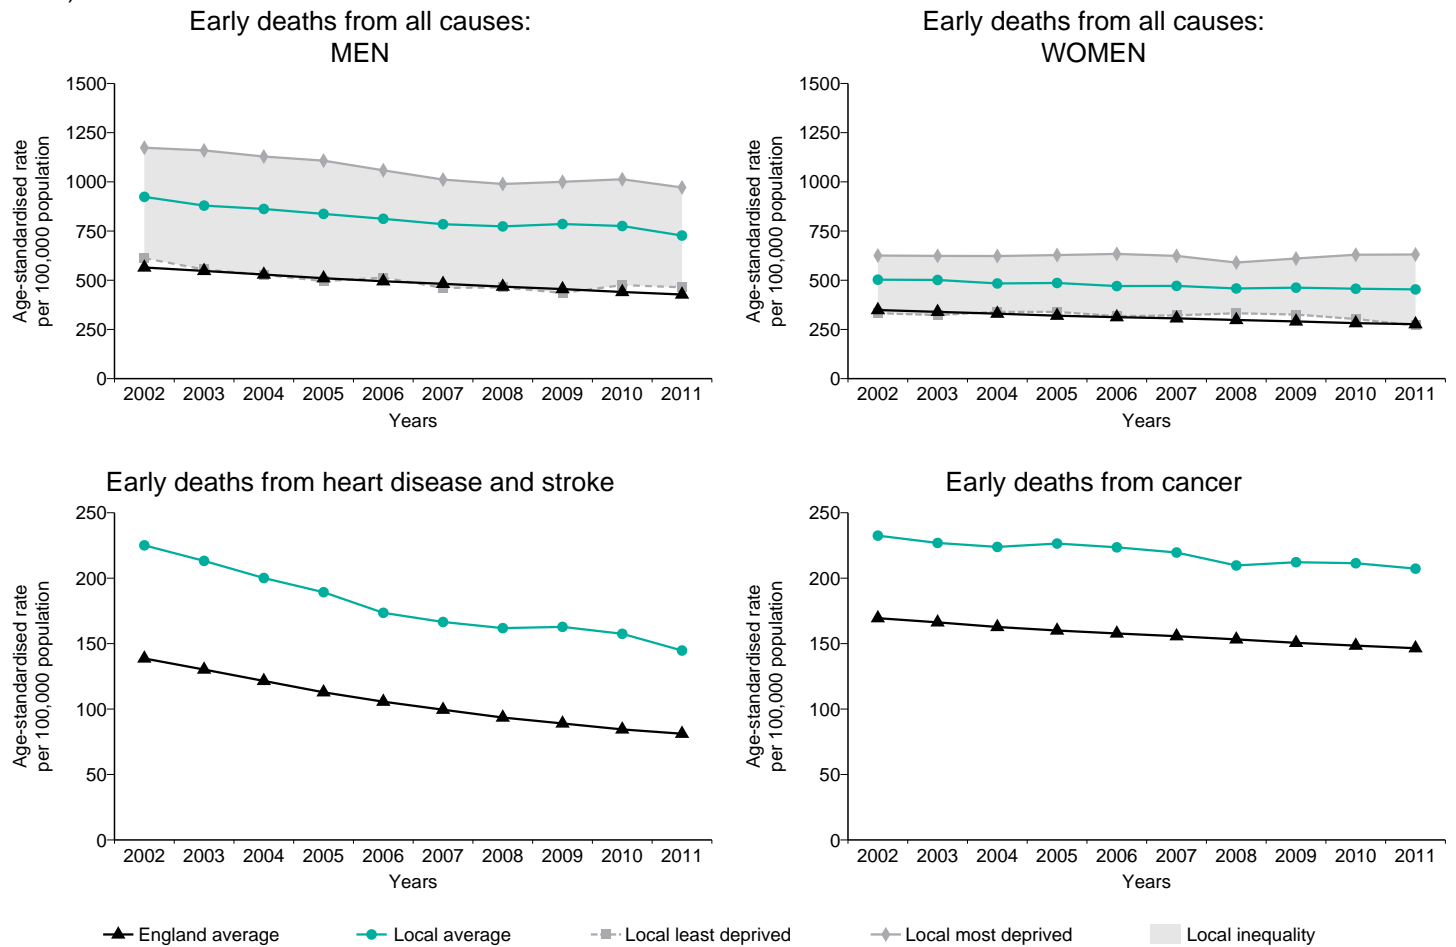 Early deaths from all causes:
MEN
1500
1250
1000
750
500
250
0
Age-standardised rate
per 100,000 population
2002 2003 2004 2005 2006 2007 2008 2009 2010 2011
Years
Early deaths from all causes:
WOMEN
1500
1250
1000
750
500
250
0
Age-standardised rate
per 100,000 population
2002 2003 2004 2005 2006 2007 2008 2009 2010 2011
Years
Early deaths from heart disease and stroke
250
200
150
100
50
0
Age-standardised rate
per 100,000 population
2002 2003 2004 2005 2006 2007 2008 2009 2010 2011
Years
Early deaths from cancer
250
200
150
100
50
0
Age-standardised rate
per 100,000 population
2002 2003 2004 2005 2006 2007 2008 2009 2010 2011
Years
England average
Local average
Local least deprived
Local most deprived
Local inequality